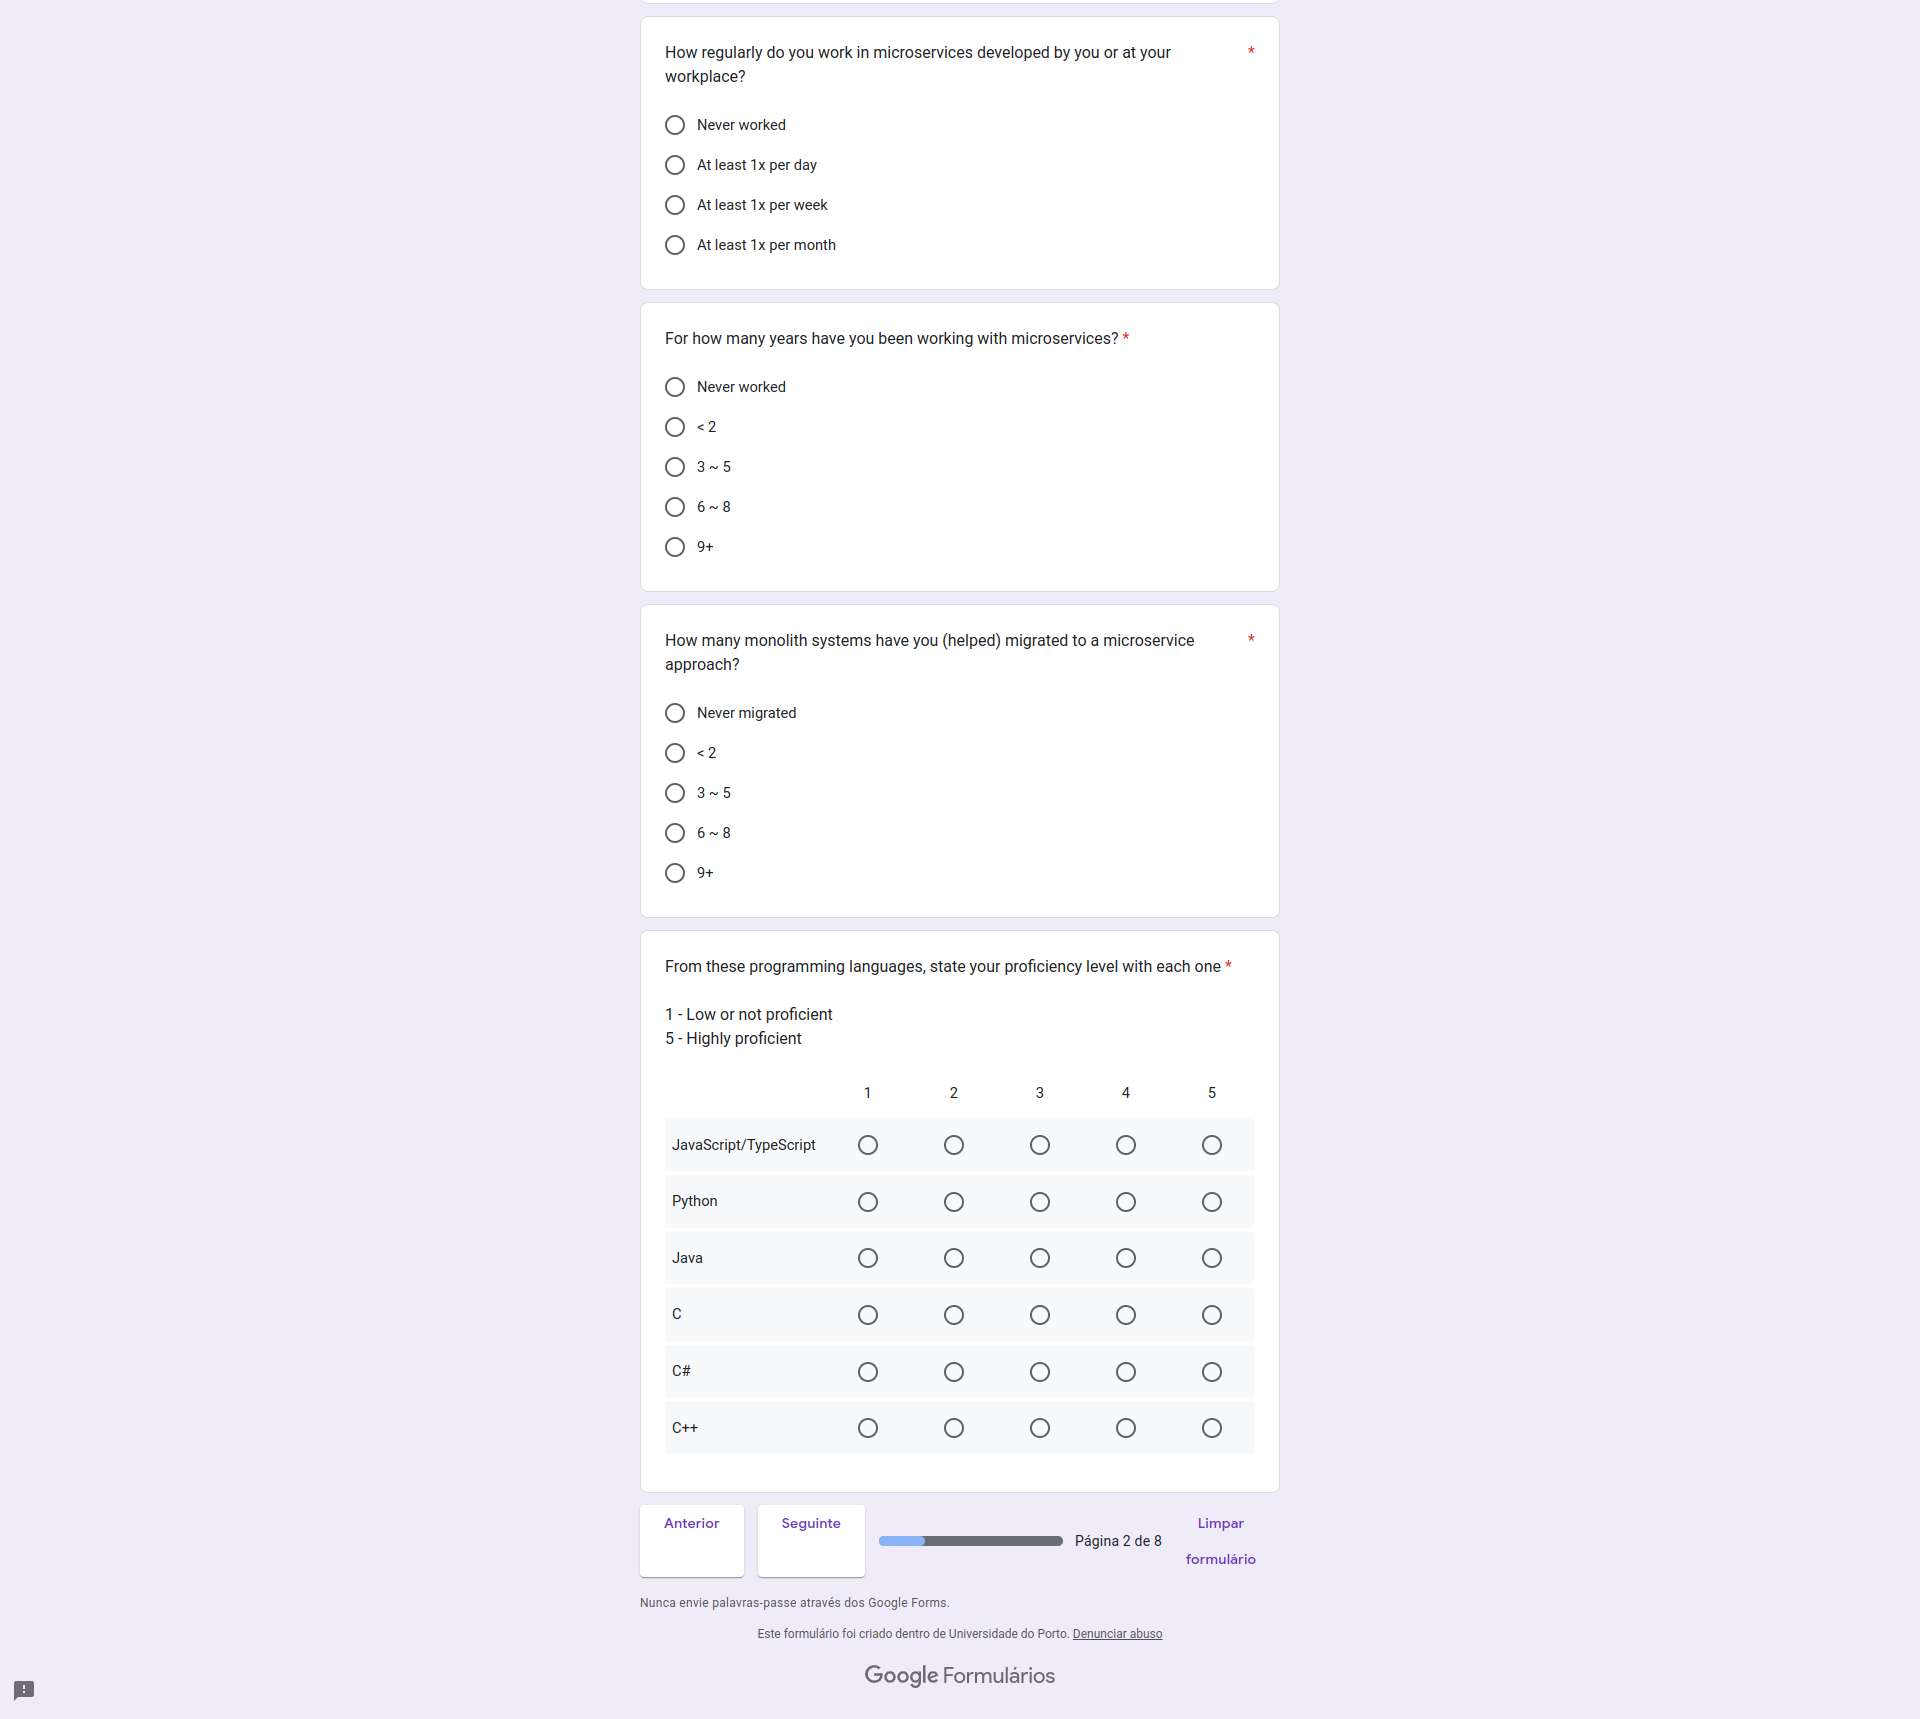 How regularly do you work in microservices developed by you or at your *
workplace?
Never worked
At least 1x per day
At least 1x per week
At least 1x per month
For how many years have you been working with microservices? *
Never worked
< 2
3 ~ 5
6 ~ 8
9+
How many monolith systems have you (helped) migrated to a microservice *
approach?
Never migrated
< 2
3 ~ 5
6 ~ 8
9+
From these programming languages, state your proficiency level with each one *
1 - Low or not proficient
5 - Highly proficient
1 2 3 4 5
JavaScript/TypeScript
Python
Java
C
C#
C++
Anterior Seguinte Página 2 de 8 Limpar
formulário
Nunca envie palavras-passe através dos Google Forms.
Este formulário foi criado dentro de Universidade do Porto. Denunciar abuso
Google Formulários